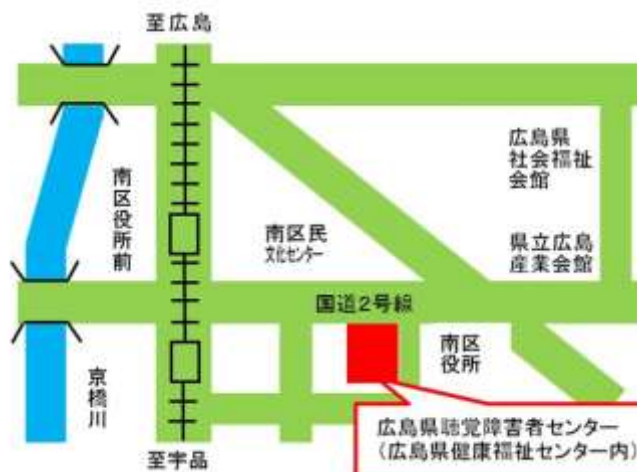 至広島
広島県
社会福祉
会館
南区役所前
南区民
文化センター
県立広島
産業会館
国道2号線
南区
役所
京橋川
広島県聴覚障害者センター
（広島県健康福祉センター内）
至宇品